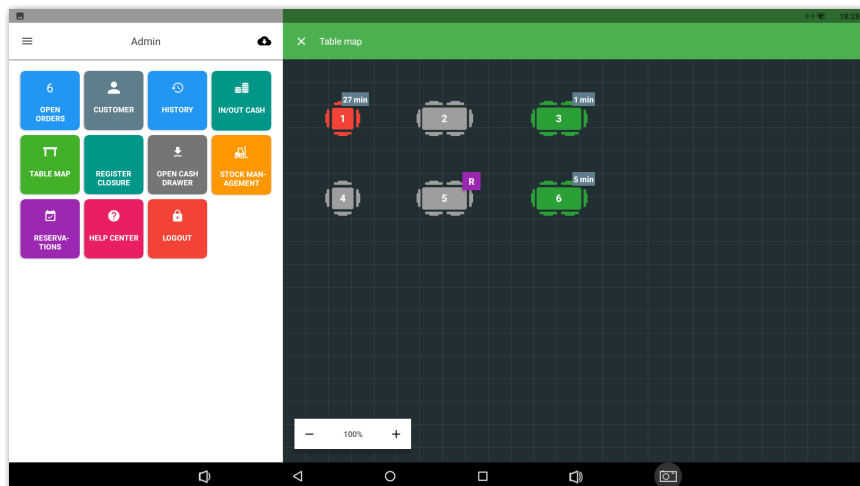 18:28
Admin
Table map
6
OPEN
ORDERS
CUSTOMER
HISTORY
IN/OUT CASH
TABLE MAP
REGISTER
CLOSURE
OPEN CASH
DRAWER
STOCK MAN-
AGEMENT
RESERVA-
TIONS
HELP CENTER
LOGOUT
27 min
1
2
1 min
3
4
R
5
5 min
6
100%